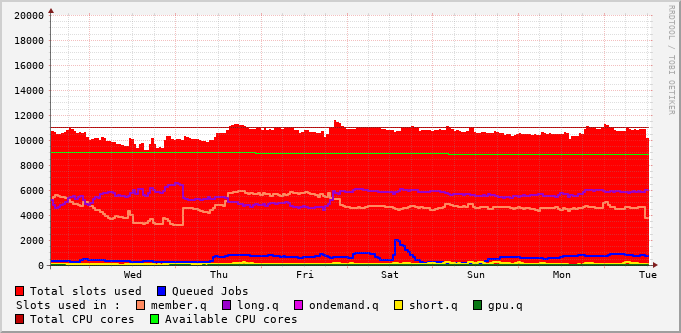 20000
18000
16000
14000
12000
10000
8000
6000
4000
2000
0
Wed Thu Fri Sat Sun Mon Tue
Total slots used Queued Jobs
Slots used in : member.q long.q ondemand.q short.q gpu.q
Total CPU cores Available CPU cores
RRDTOOL / TOBI OETIKER